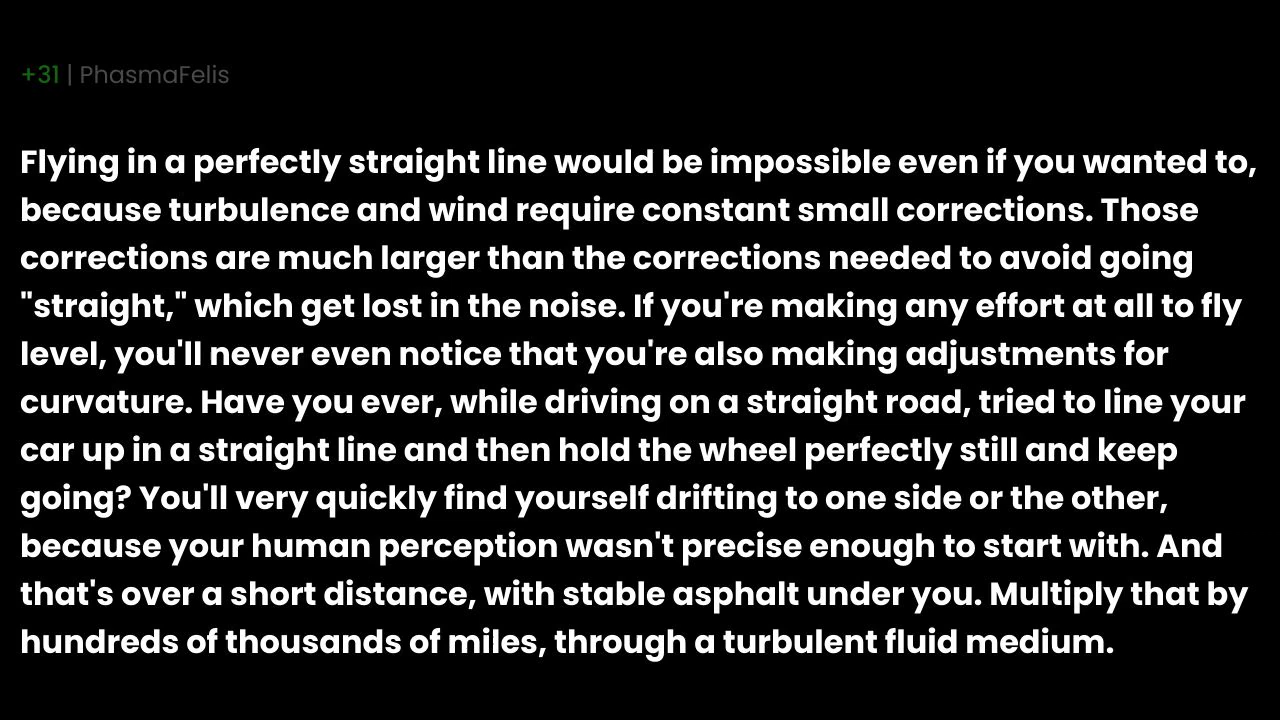 +31 | PhasmaFelis
Flying in a perfectly straight line would be impossible even if you wanted to,
because turbulence and wind require constant small corrections. Those
corrections are much larger than the corrections needed to avoid going
"straight," which get lost in the noise. If you're making any effort at all to fly
level, you'll never even notice that you're also making adjustments for
curvature. Have you ever, while driving on a straight road, tried to line your
car up in a straight line and then hold the wheel perfectly still and keep
going? You'll very quickly find yourself drifting to one side or the other,
because your human perception wasn't precise enough to start with. And
that's over a short distance, with stable asphalt under you. Multiply that by
hundreds of thousands of miles, through a turbulent fluid medium.